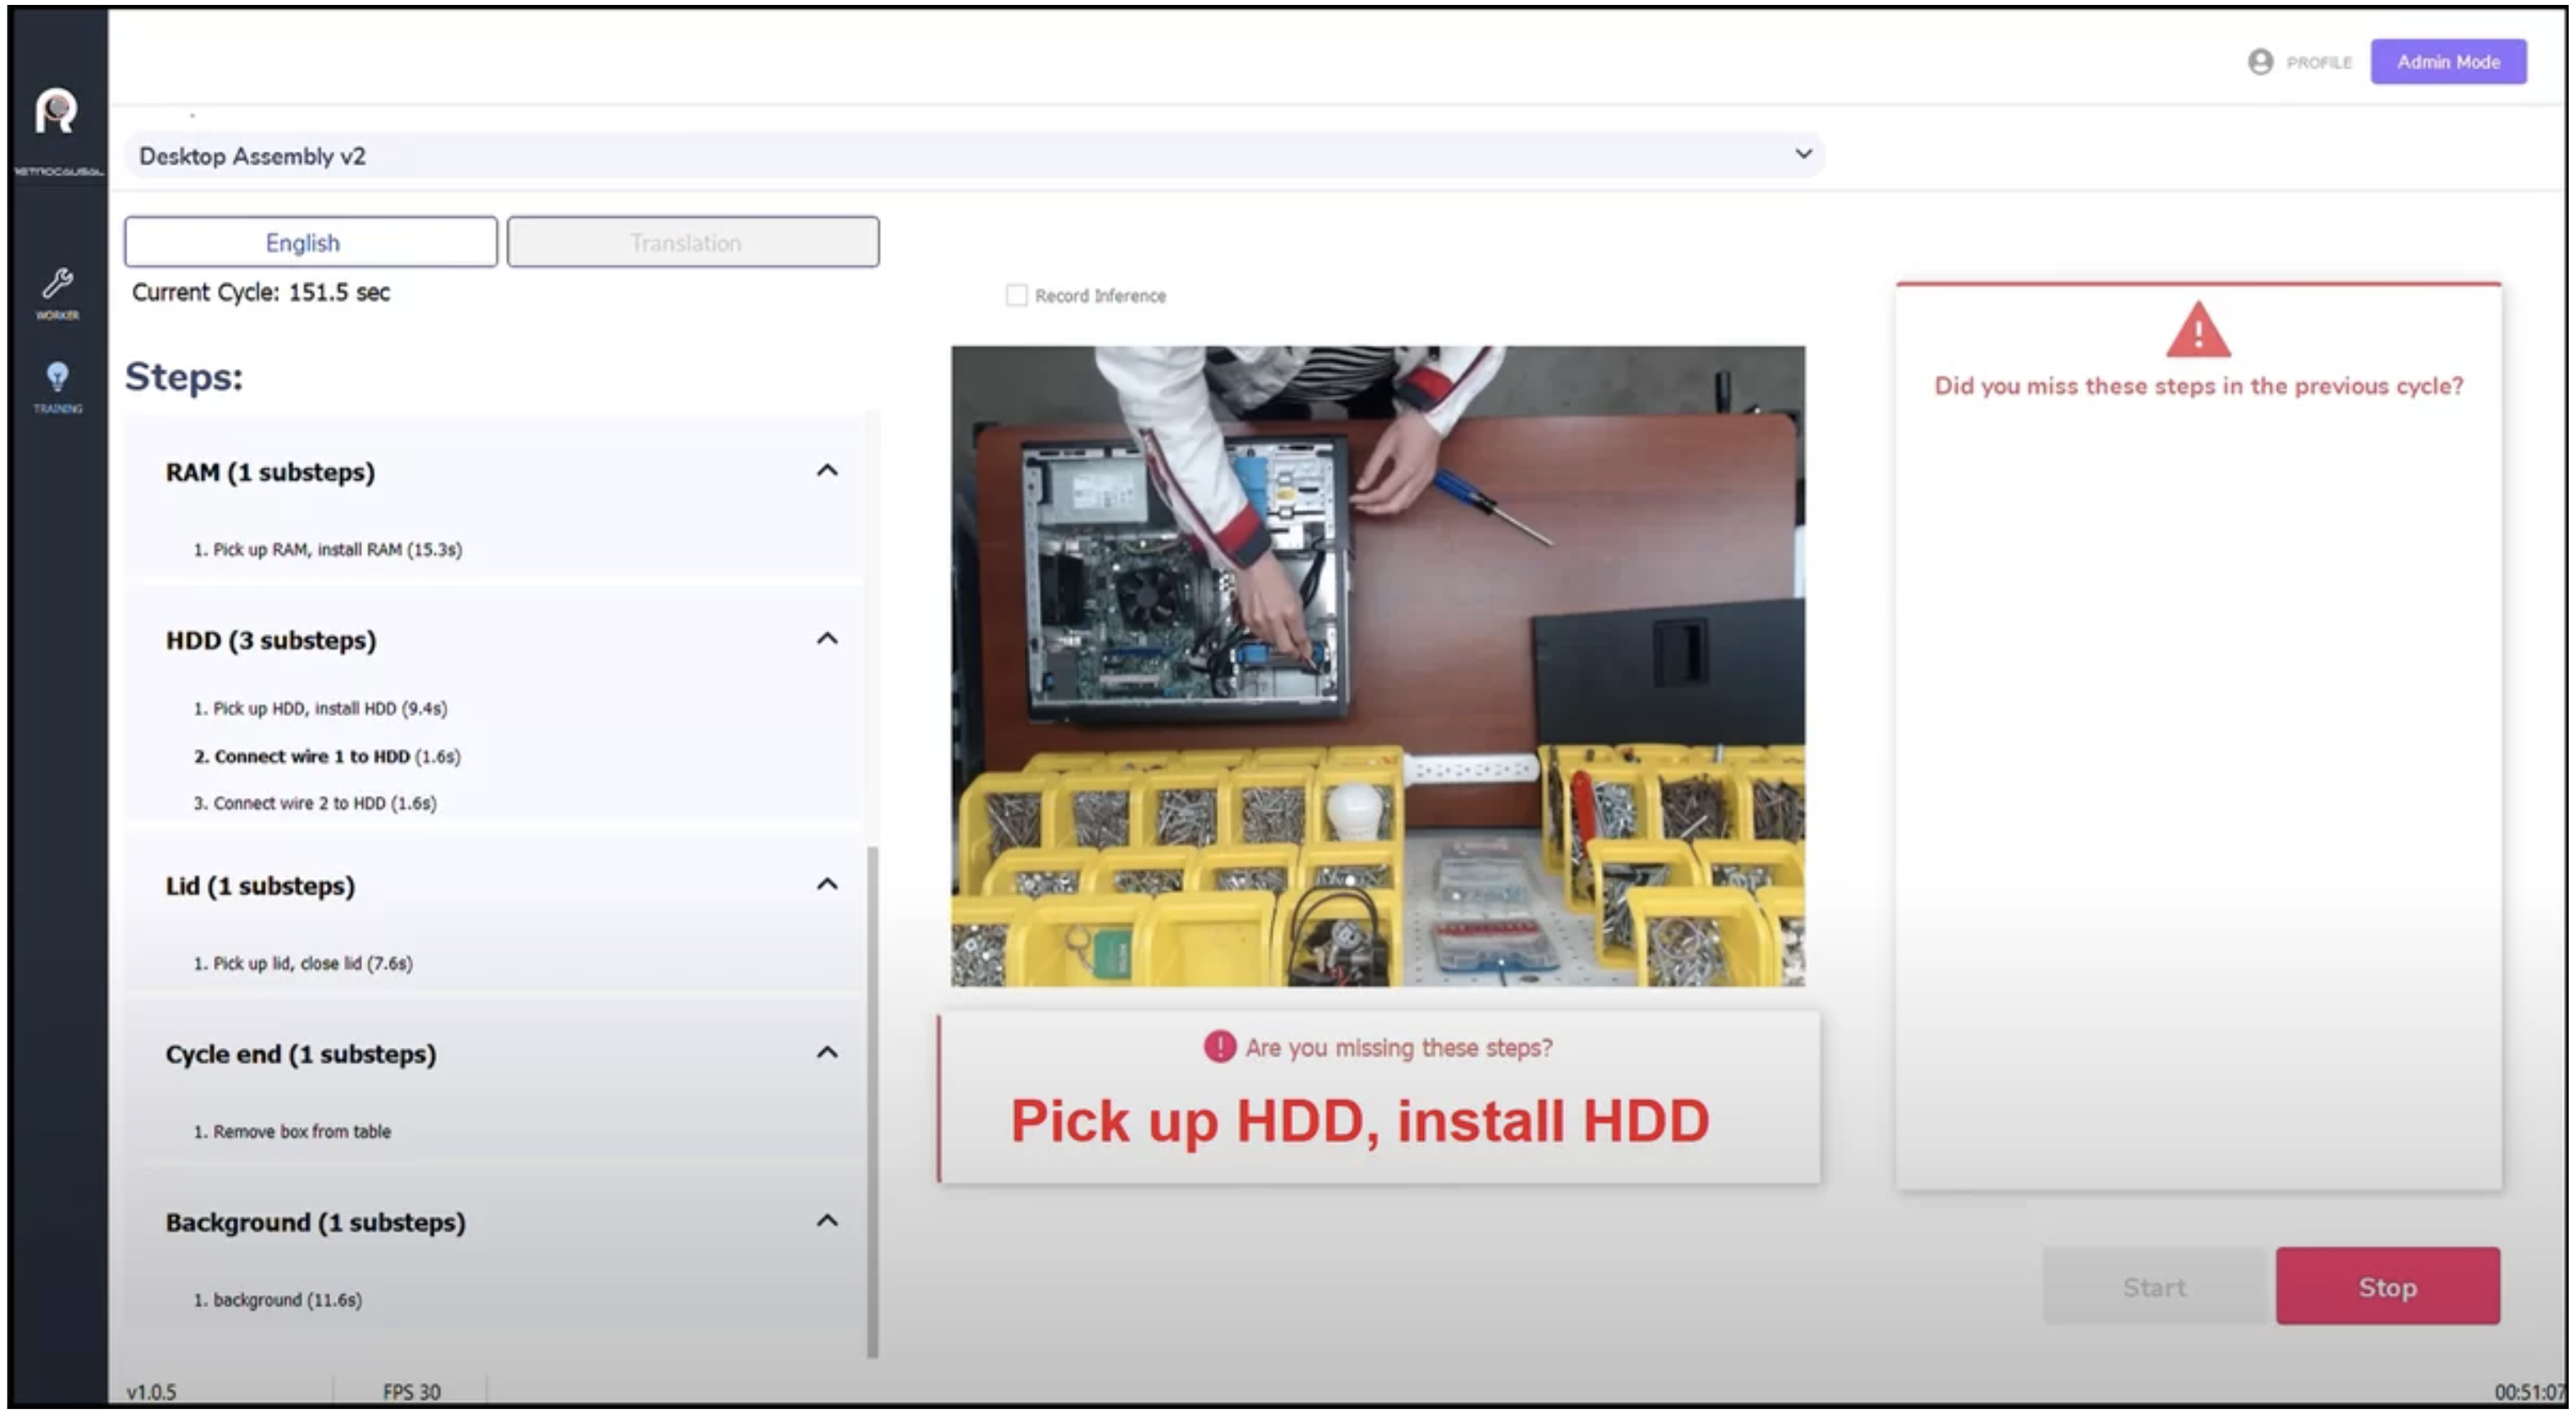 PROFILE
Admin Mode
RETROCAUSAL
Desktop Assembly v2
English
Translation
Current Cycle: 151.5 sec
Record Inference
WORKER
TRAINING
Steps:
RAM (1 substeps)
1. Pick up RAM, install RAM (15.3s)
HDD (3 substeps)
1. Pick up HDD, install HDD (9.4s)
2. Connect wire 1 to HDD (1.6s)
3. Connect wire 2 to HDD (1.6s)
Lid (1 substeps)
1. Pick up lid, close lid (7.6s)
Cycle end (1 substeps)
1. Remove box from table
Background (1 substeps)
1. background (11.6s)
Are you missing these steps?
Pick up HDD, install HDD
Did you miss these steps in the previous cycle?
Start
Stop
v1.0.5
FPS 30
00:51:07